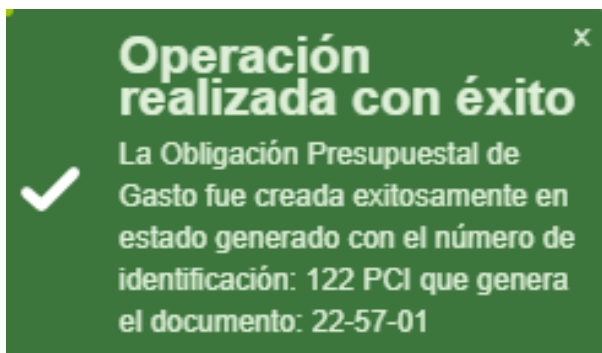 Operación
realizada con éxito
x
La Obligación Presupuestal de
Gasto fue creada exitosamente en
estado generado con el número de
identificación: 122 PCI que genera
el documento: 22-57-01